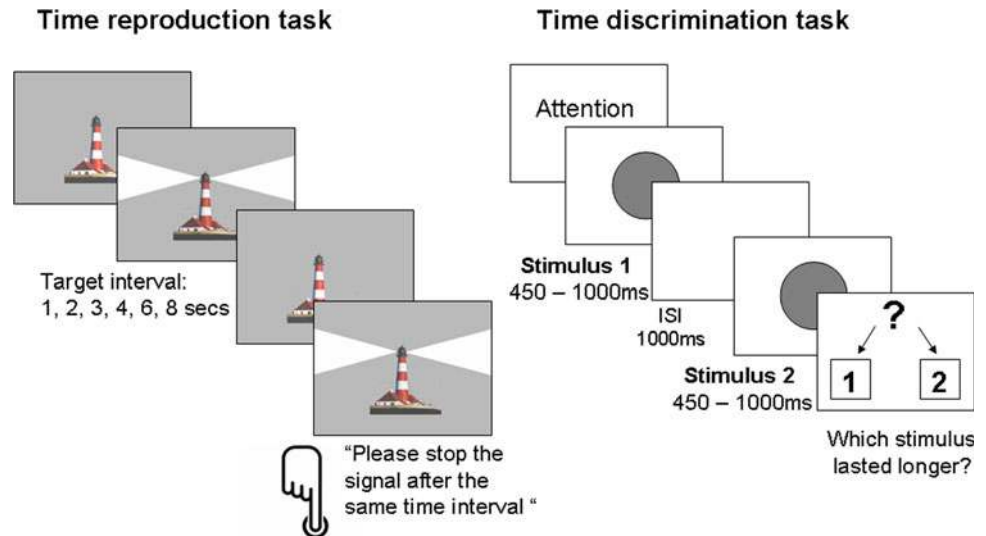 Time reproduction task
Target interval:
1, 2, 3, 4, 6, 8 secs
“Please stop the
signal after the
same time interval “
Time discrimination task
Attention
Stimulus 1
450 – 1000ms
ISI
1000ms
Stimulus 2
450 – 1000ms
?
1 2
Which stimulus
lasted longer?